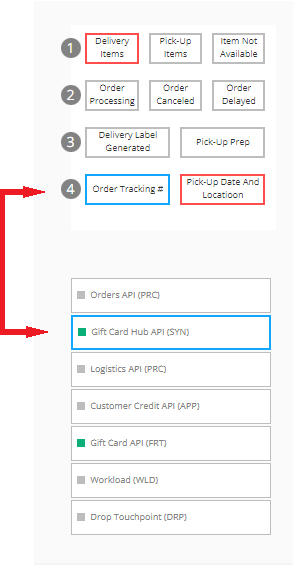 1
Delivery
Items
Pick-Up
Items
Item Not
Available
2
Order
Processing
Order
Canceled
Order
Delayed
3
Delivery Label
Generated
Pick-Up Prep
4
Order Tracking #
Pick-Up Date And
Locatioon
Orders API (PRC)
Gift Card Hub API (SYN)
Logistics API (PRC)
Customer Credit API (APP)
Gift Card API (FRT)
Workload (WLD)
Drop Touchpoint (DRP)